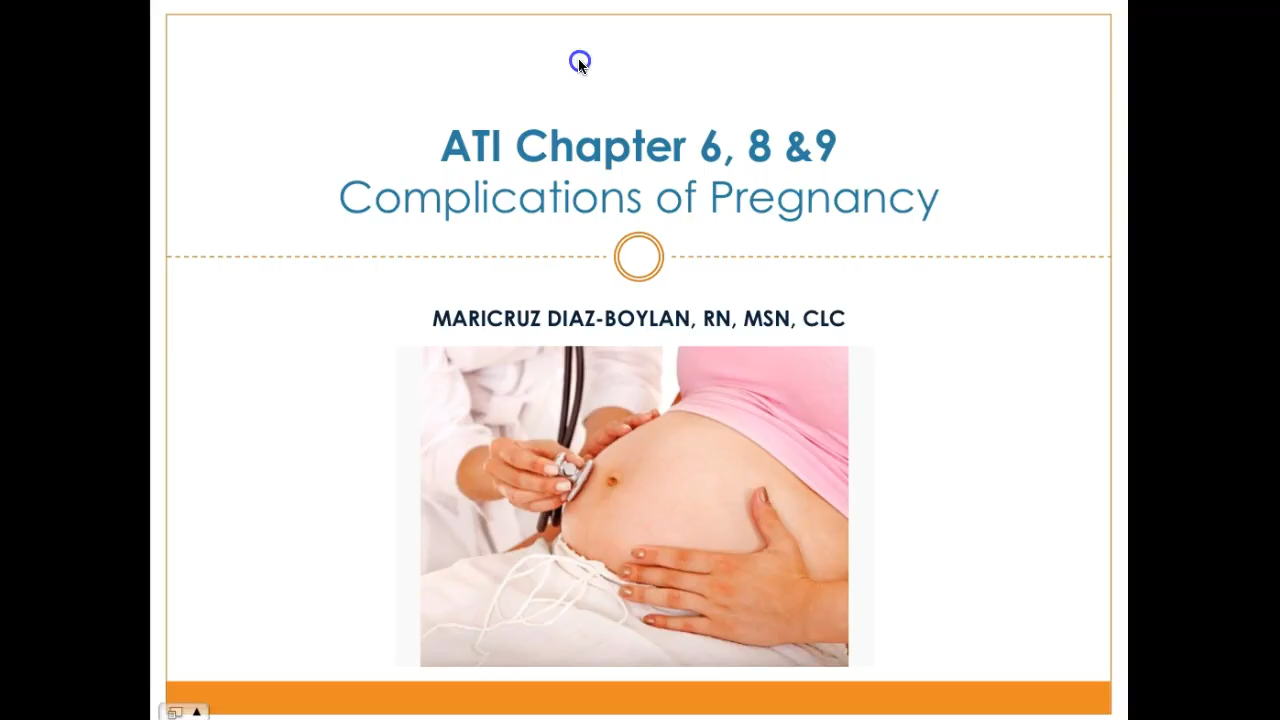 ATI Chapter 6, 8 &9
Complications of Pregnancy
MARICRUZ DIAZ-BOYLAN, RN, MSN, CLC